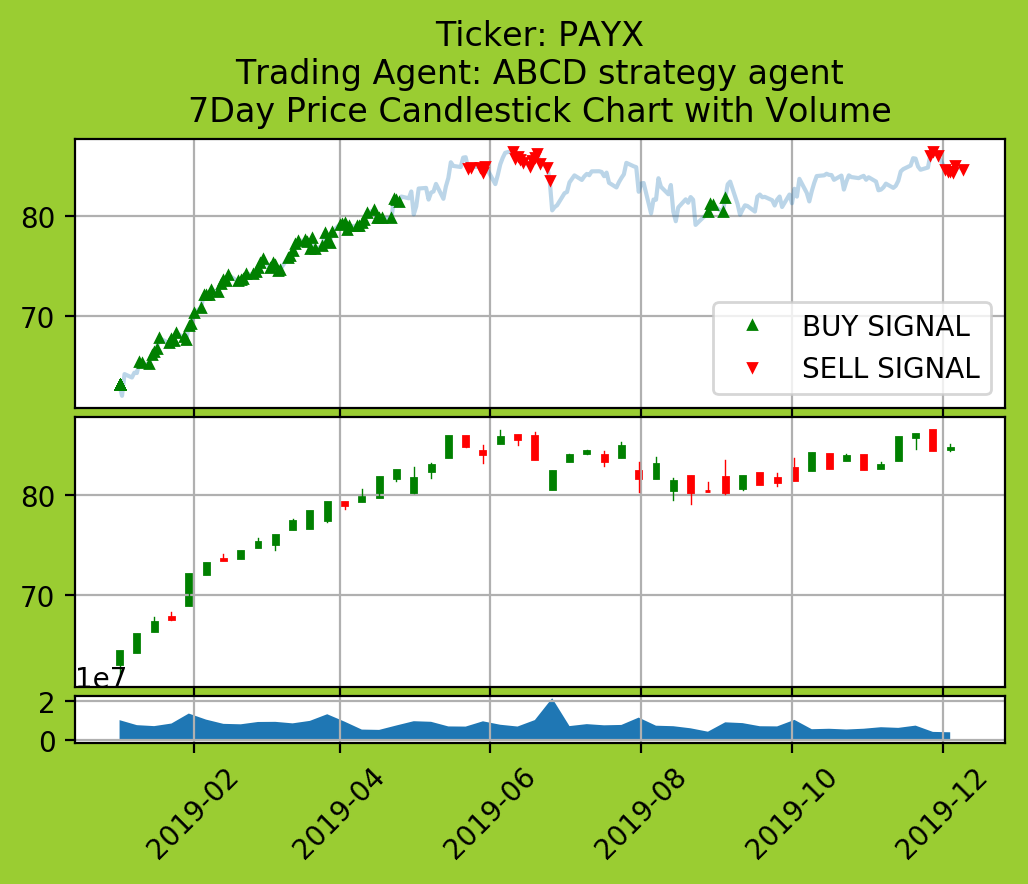 Ticker: PAYX
Trading Agent: ABCD strategy agent
7Day Price Candlestick Chart with Volume
80
70
BUY SIGNAL
SELL SIGNAL
80
70
1e7
2
0
2019-02
2019-04
2019-06
2019-08
2019-10
2019-12